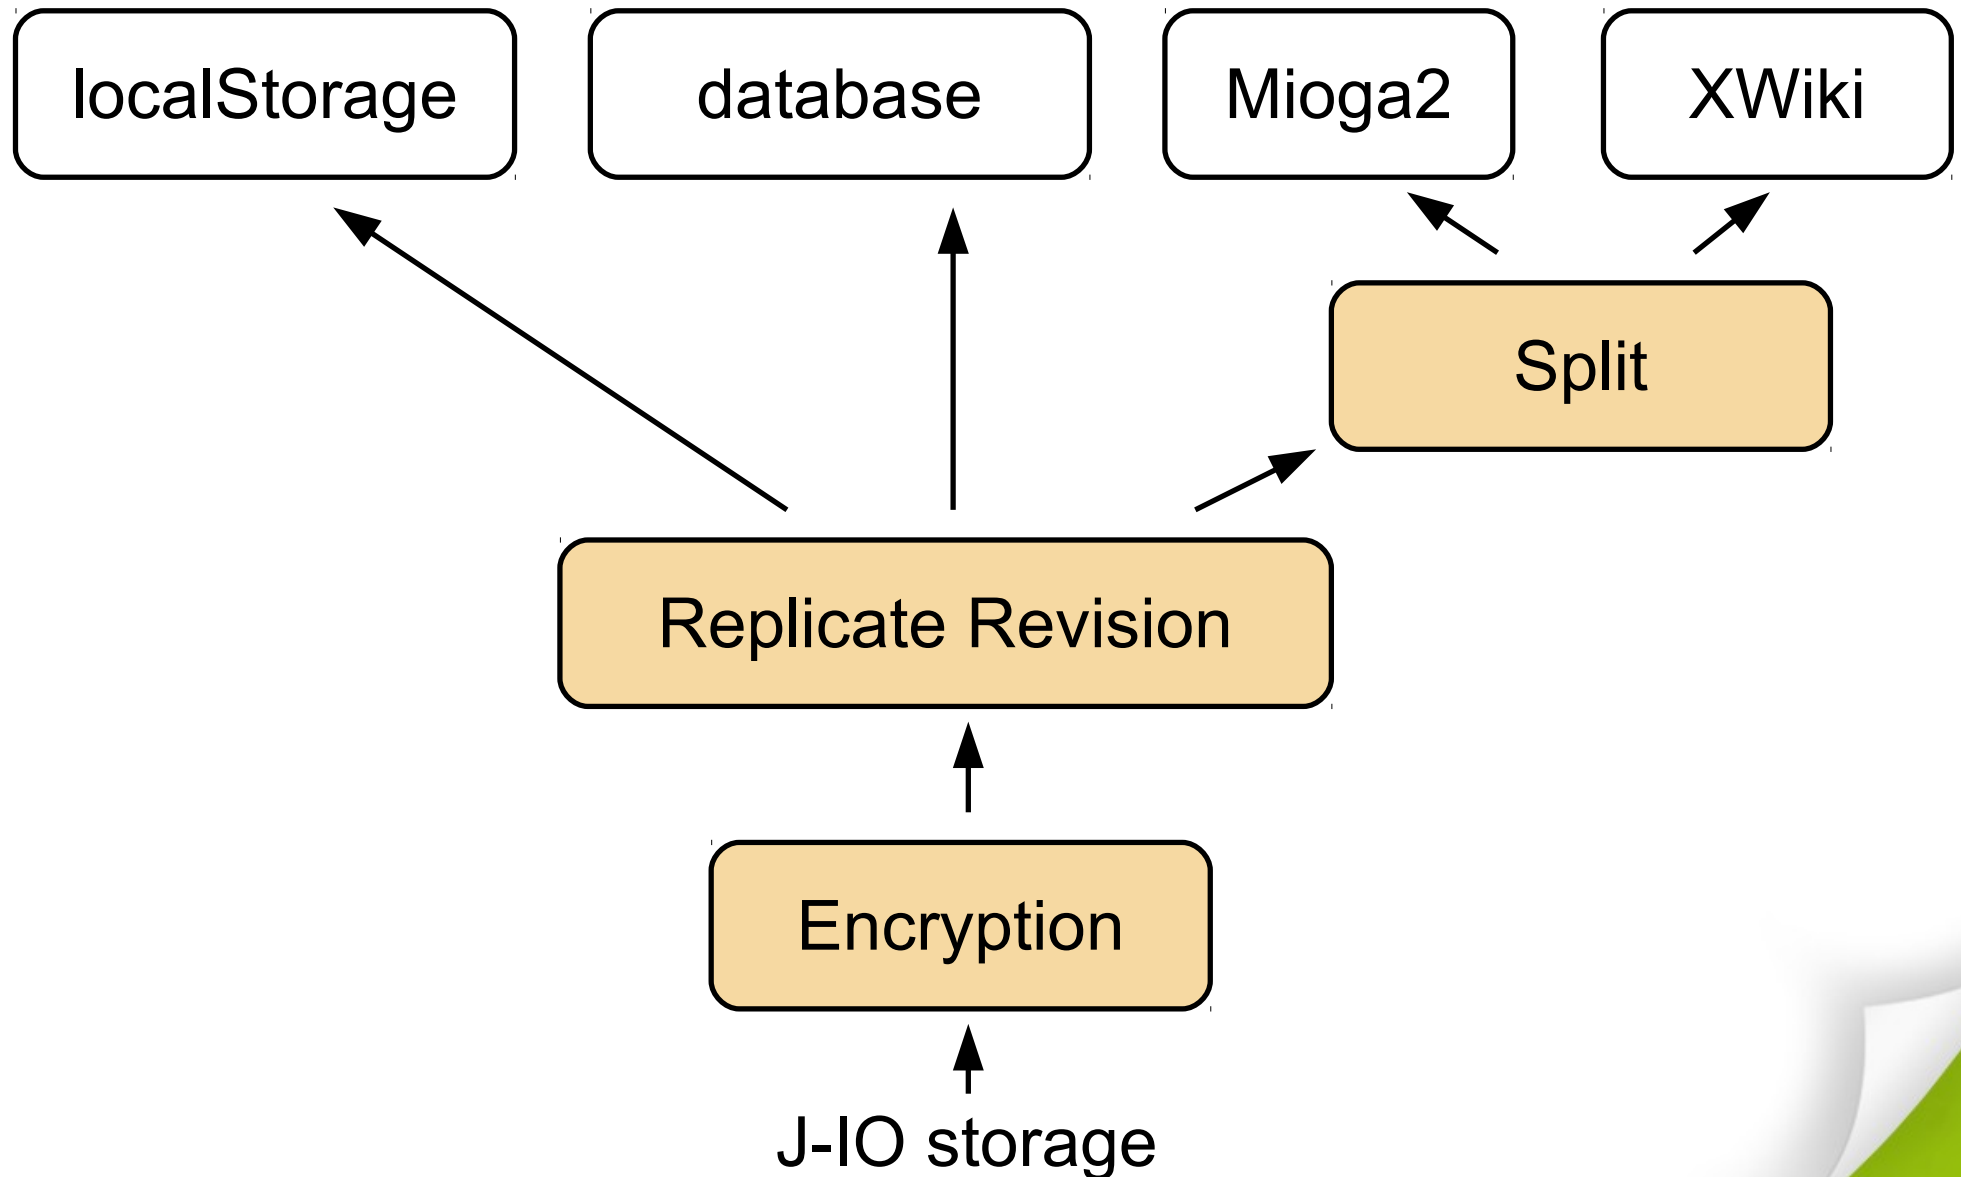 localStorage
database
Mioga2
XWiki
Split
Replicate Revision
Encryption
J-IO storage